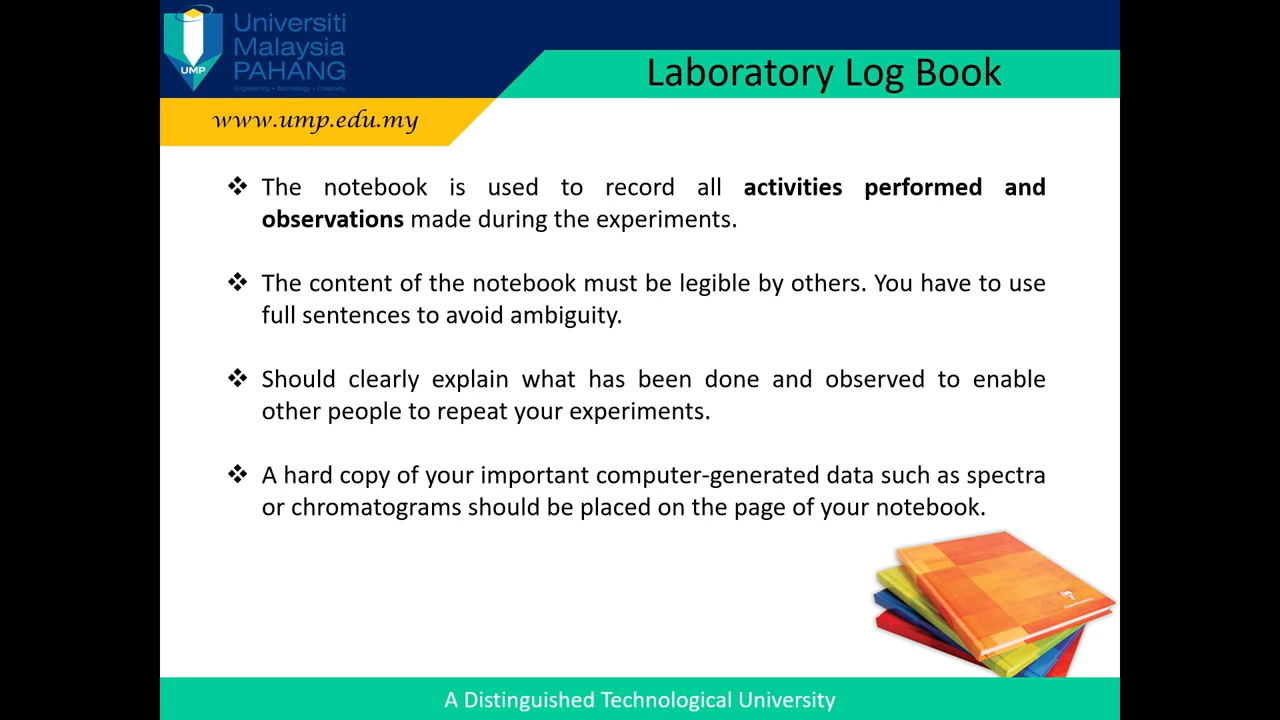 Universiti
Malaysia
PAHANG
Engineering • Technology • Creativity
UMP
Laboratory Log Book
www.ump.edu.my
❖ The notebook is used to record all activities performed and
observations made during the experiments.
❖ The content of the notebook must be legible by others. You have to use
full sentences to avoid ambiguity.
❖ Should clearly explain what has been done and observed to enable
other people to repeat your experiments.
❖ A hard copy of your important computer-generated data such as spectra
or chromatograms should be placed on the page of your notebook.
A Distinguished Technological University